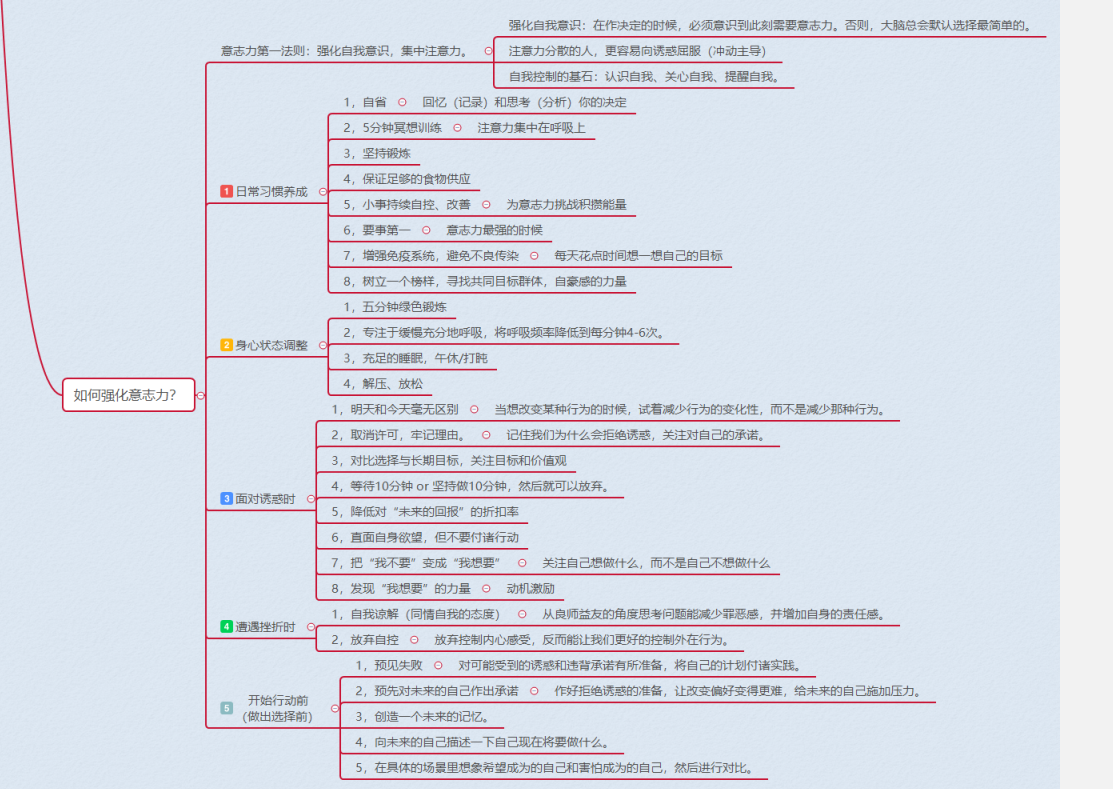 如何强化意志力？
意志力第一法则：强化自我意识，集中注意力。
强化自我意识：在作决定的时候，必须意识到此刻需要意志力。否则，大脑总会默认选择最简单的。
注意力分散的人，更容易向诱惑屈服（冲动主导）
自我控制的基石：认识自我、关心自我、提醒自我。
1 日常习惯养成
1，自省 回忆（记录）和思考（分析）你的决定
2，5分钟冥想训练 注意力集中在呼吸上
3，坚持锻炼
4，保证足够的食物供应
5，小事持续自控、改善 为意志力挑战积攒能量
6，要事第一 意志力最强的时候
7，增强免疫系统，避免不良传染 每天花点时间想一想自己的目标
8，树立一个榜样，寻找共同目标群体，自豪感的力量
2 身心状态调整
1，五分钟绿色锻炼
2，专注于缓慢充分地呼吸，将呼吸频率降低到每分钟4-6次。
3，充足的睡眠，午休/打盹
4，解压、放松
3 面对诱惑时
1，明天和今天毫无区别 当想改变某种行为的时候，试着减少行为的变化性，而不是减少那种行为。
2，取消许可，牢记理由。 记住我们为什么会拒绝诱惑，关注对自己的承诺。
3，对比选择与长期目标，关注目标和价值观
4，等待10分钟 or 坚持做10分钟，然后就可以放弃。
5，降低对“未来的回报”的折扣率
6，直面自身欲望，但不要付诸行动
7，把“我不要”变成“我想要” 关注自己想做什么，而不是自己不想做什么
8，发现“我想要”的力量 动机激励
4 遭遇挫折时
1，自我谅解（同情自我的态度） 从良师益友的角度思考问题能减少罪恶感，并增加自身的责任感。
2，放弃自控 放弃控制内心感受，反而能让我们更好的控制外在行为。
5 开始行动前
（做出选择前）
1，预见失败 对可能受到的诱惑和违背承诺有所准备，将自己的计划付诸实践。
2，预先对未来的自己作出承诺 作好拒绝诱惑的准备，让改变偏好变得更难，给未来的自己施加压力。
3，创造一个未来的记忆。
4，向未来的自己描述一下自己现在将要做什么。
5，在具体的场景里想象希望成为的自己和害怕成为的自己，然后进行对比。